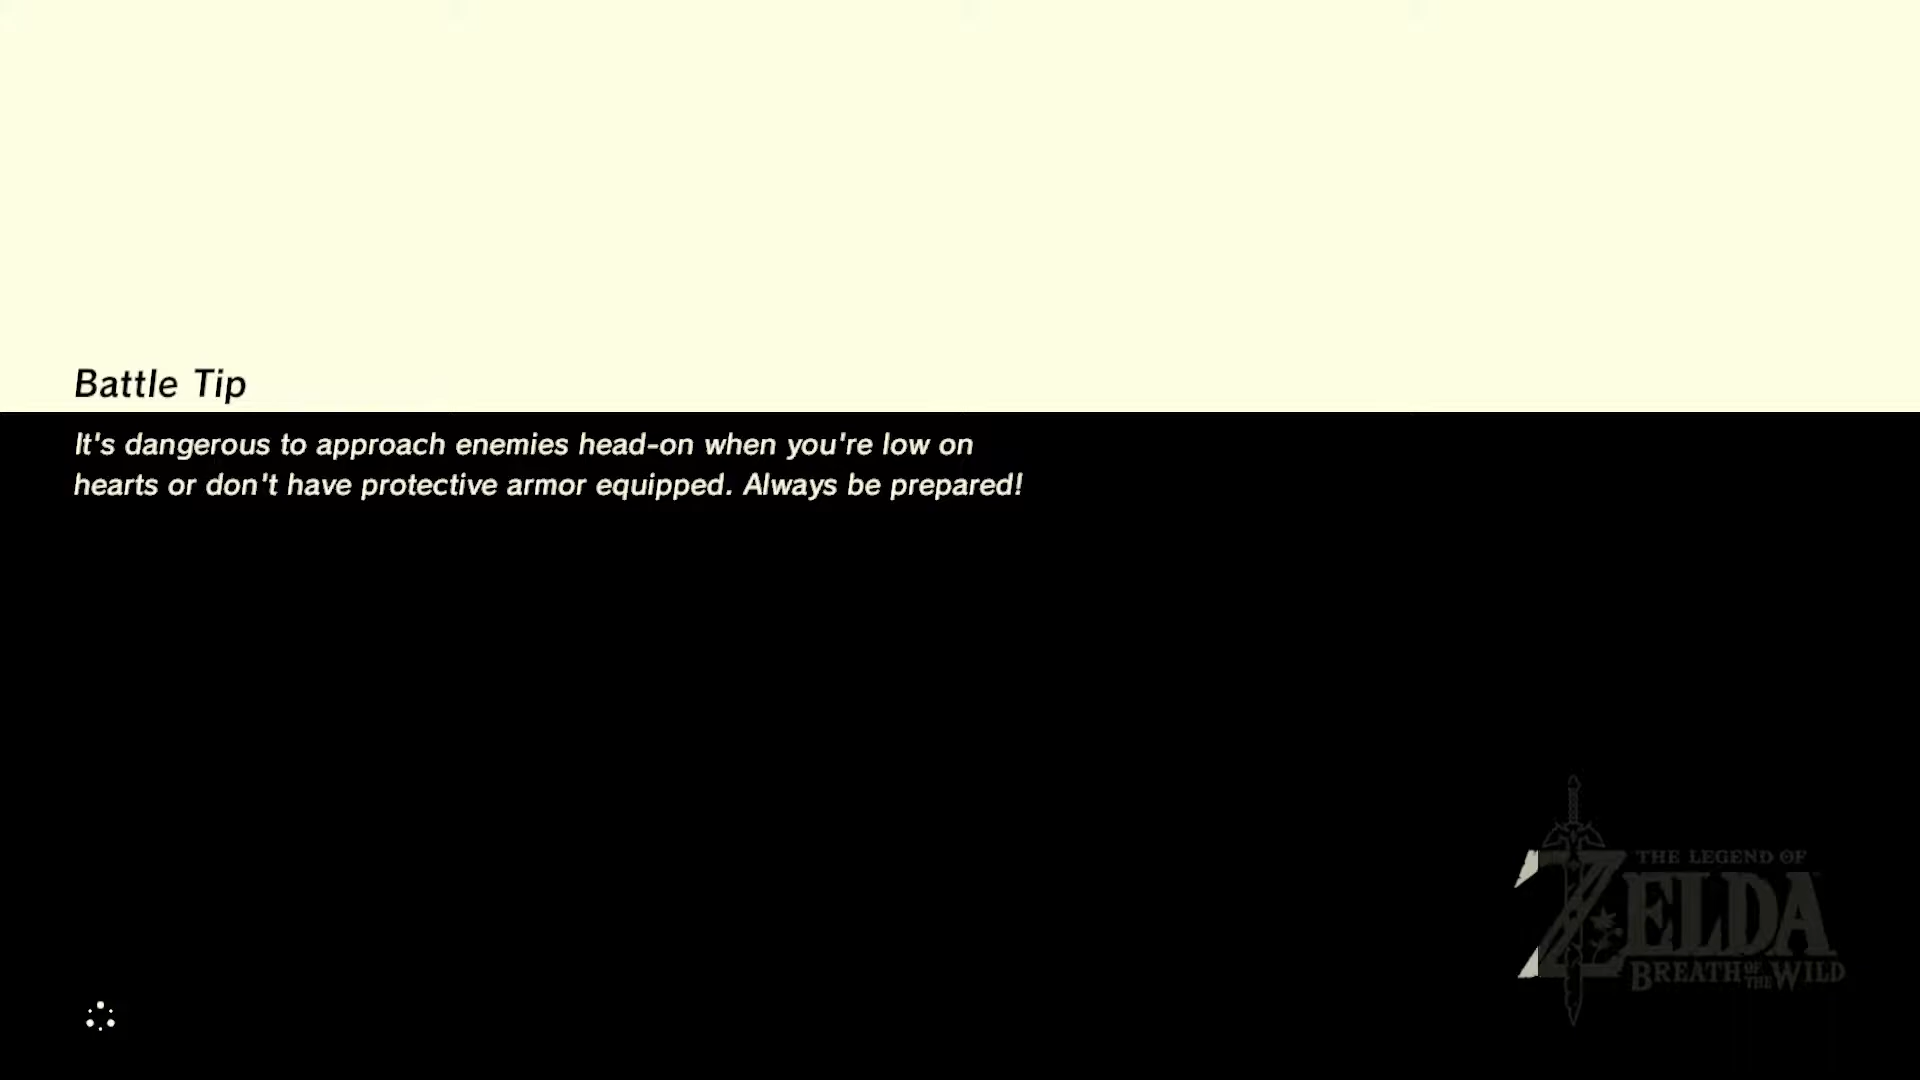 Battle Tip
It's dangerous to approach enemies head-on when you're low on
hearts or don't have protective armor equipped. Always be prepared!
THE LEGEND OF
ZELDA
BREATH OF THE WILD